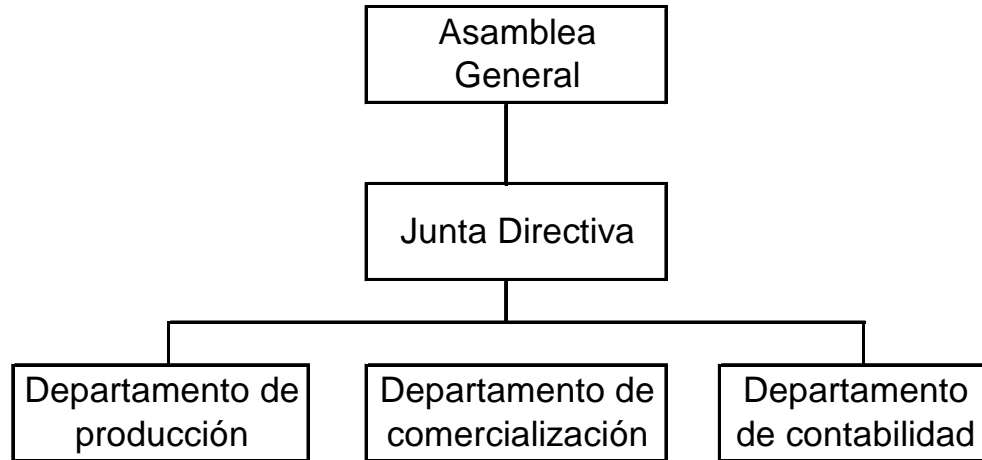 Asamblea
General
Junta Directiva
Departamento de
producción
Departamento de
comercialización
Departamento
de contabilidad